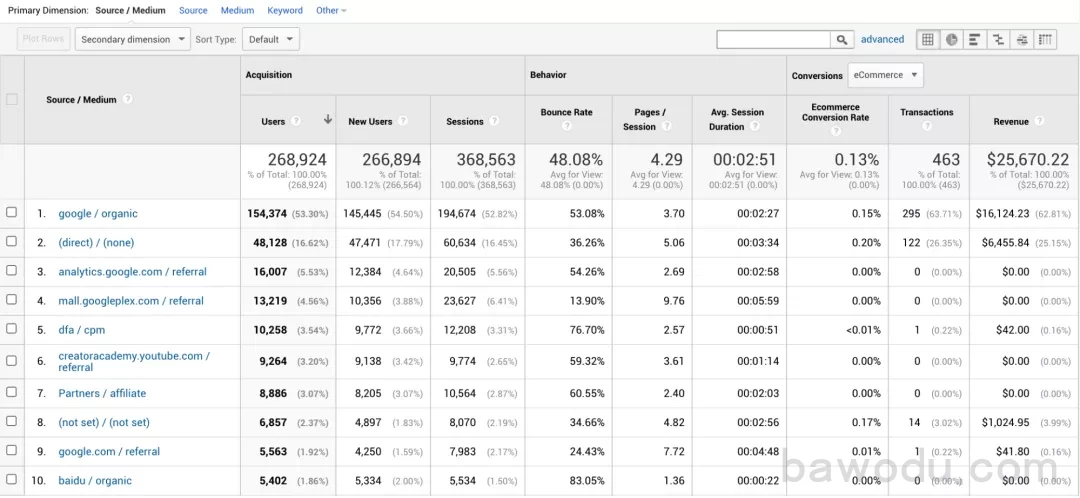 Primary Dimension: Source / Medium Source Medium Keyword Other
Plot Rows Secondary dimension Sort Type: Default advanced
Acquisition Behavior Conversions eCommerce
Source / Medium ? Users ? New Users ? Sessions ? Bounce Rate ? Pages / Session ? Avg. Session Duration ? Ecommerce Conversion Rate ? Transactions ? Revenue ?
268,924 266,894 368,563 48.08% 4.29 00:02:51 0.13% 463 $25,670.22
% of Total: 100.00% (268,924) % of Total: 100.12% (266,564) % of Total: 100.00% (368,563) Avg for View: 48.08% (0.00%) Avg for View: 4.29 (0.00%) Avg for View: 00:02:51 (0.00%) Avg for View: 0.13% (0.00%) % of Total: 100.00% (463) % of Total: 100.00% ($25,670.22)
1. google / organic 154,374 (53.30%) 145,445 (54.50%) 194,674 (52.82%) 53.08% 3.70 00:02:27 0.15% 295 (63.71%) $16,124.23 (62.81%)
2. (direct) / (none) 48,128 (16.62%) 47,471 (17.79%) 60,634 (16.45%) 36.26% 5.06 00:03:34 0.20% 122 (26.35%) $6,455.84 (25.15%)
3. analytics.google.com / referral 16,007 (5.53%) 12,384 (4.64%) 20,505 (5.56%) 54.26% 2.69 00:02:58 0.00% 0 (0.00%) $0.00 (0.00%)
4. mall.googleplex.com / referral 13,219 (4.56%) 10,356 (3.88%) 23,627 (6.41%) 13.90% 9.76 00:05:59 0.00% 0 (0.00%) $0.00 (0.00%)
5. dfa / cpm 10,258 (3.54%) 9,772 (3.66%) 12,208 (3.31%) 76.70% 2.57 00:00:51 <0.01% 1 (0.22%) $42.00 (0.16%)
6. creatoracademy.youtube.com / referral 9,264 (3.20%) 9,138 (3.42%) 9,774 (2.65%) 59.32% 3.61 00:01:14 0.00% 0 (0.00%) $0.00 (0.00%)
7. Partners / affiliate 8,886 (3.07%) 8,205 (3.07%) 10,564 (2.87%) 60.55% 2.40 00:02:03 0.00% 0 (0.00%) $0.00 (0.00%)
8. (not set) / (not set) 6,857 (2.37%) 4,897 (1.83%) 8,070 (2.19%) 34.66% 4.82 00:02:56 0.17% 14 (3.02%) $1,024.95 (3.99%)
9. google.com / referral 5,563 (1.92%) 4,250 (1.59%) 7,983 (2.17%) 24.43% 7.72 00:04:48 0.01% 1 (0.22%) $41.80 (0.16%)
10. baidu / organic 5,402 (1.86%) 5,334 (2.00%) 5,534 (1.50%) 83.05% 1.36 00:00:22 0.00% 0 (0.00%) $0.00 (0.00%)
bawodu.com